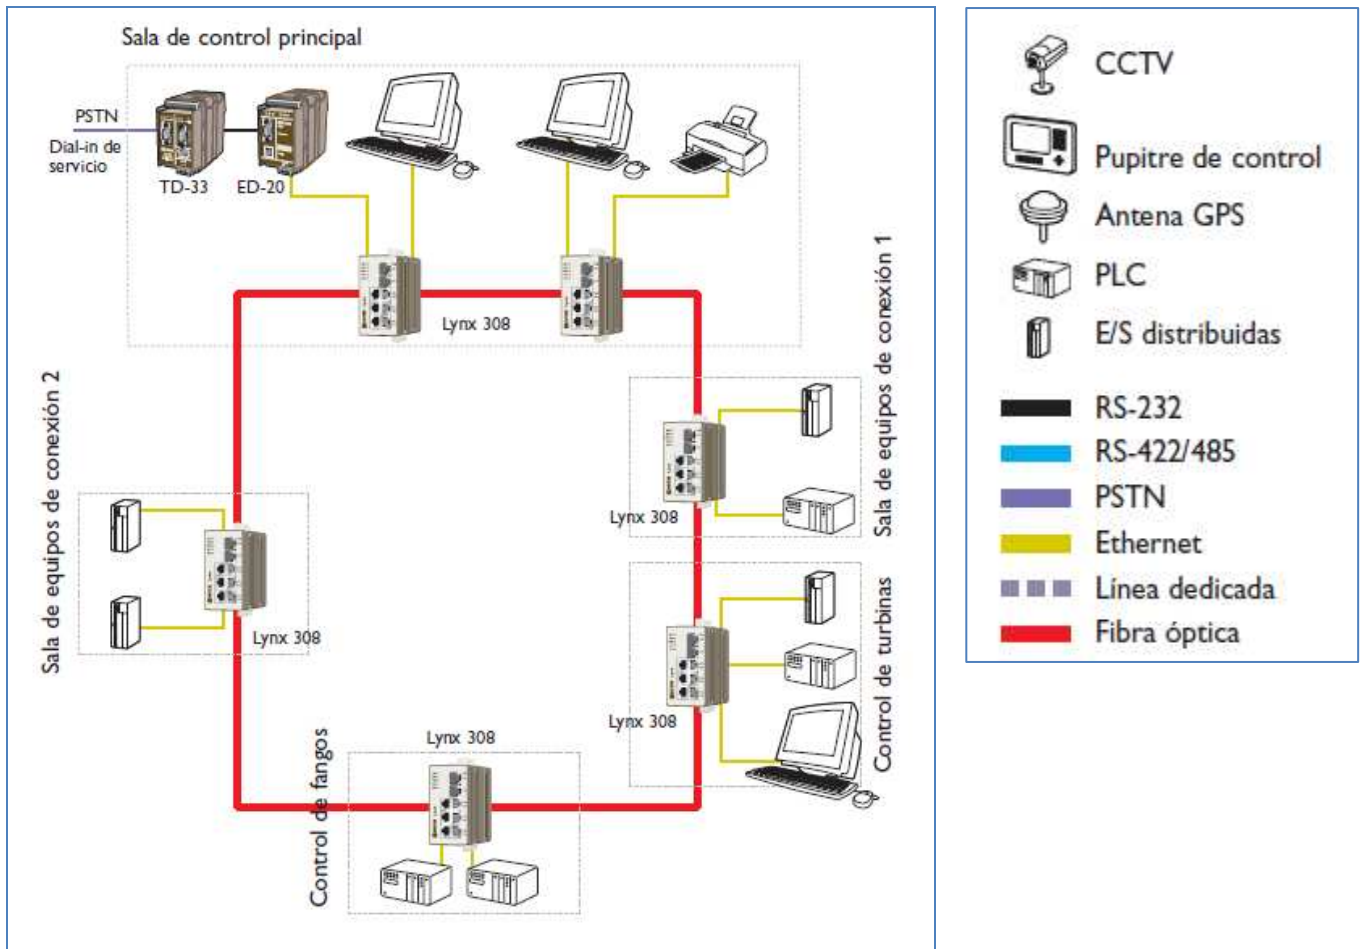 Sala de control principal
PSTN
Dial-in de
servicio
TD-33
ED-20
Lynx 308
Sala de equipos de conexión 1
Lynx 308
Sala de equipos de conexión 2
Lynx 308
Control de turbinas
Lynx 308
Control de fangos
Lynx 308
CCTV
Pupitre de control
Antena GPS
PLC
E/S distribuidas
RS-232
RS-422/485
PSTN
Ethernet
Línea dedicada
Fibra óptica